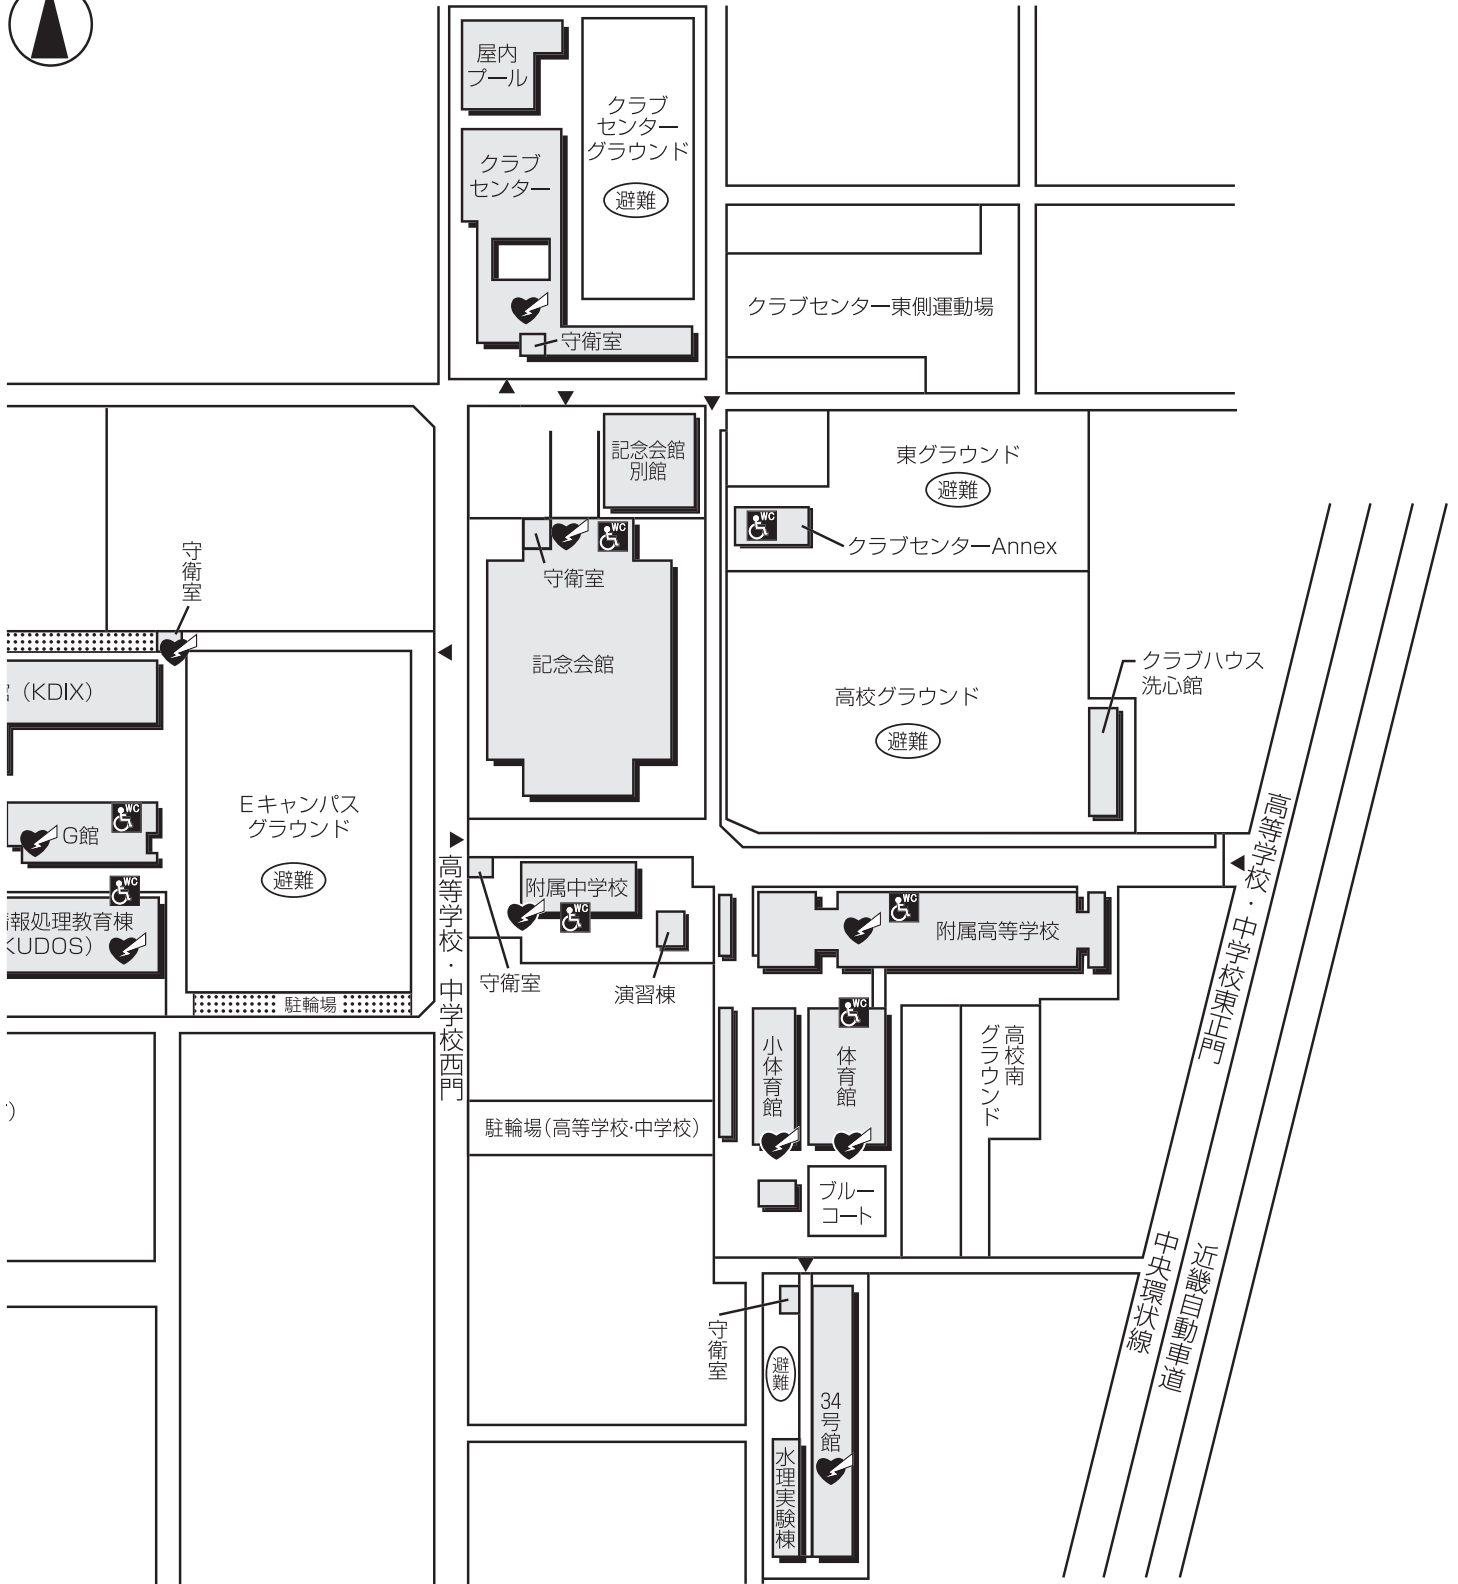 屋内
プール
クラブ
センター
グラウンド
避難
クラブ
センター
守衛室
クラブセンター東側運動場
記念会館
別館
東グラウンド
避難
WC
クラブセンターAnnex
WC
守衛室
守衛室
記念会館
（KDIX）
クラブハウス
洗心館
高校グラウンド
避難
Eキャンパス
グラウンド
避難
WC
G館
WC
報処理教育棟
KUDOS）
駐輪場
高等学校・中学校西門
附属中学校
WC
守衛室
演習棟
WC
附属高等学校
高等学校・中学校東正門
WC
小体育館
体育館
高校南
グラウンド
）
駐輪場（高等学校・中学校）
ブルー
コート
中央環状線
近畿自動車道
守衛室
避難
34号館
水理実験棟